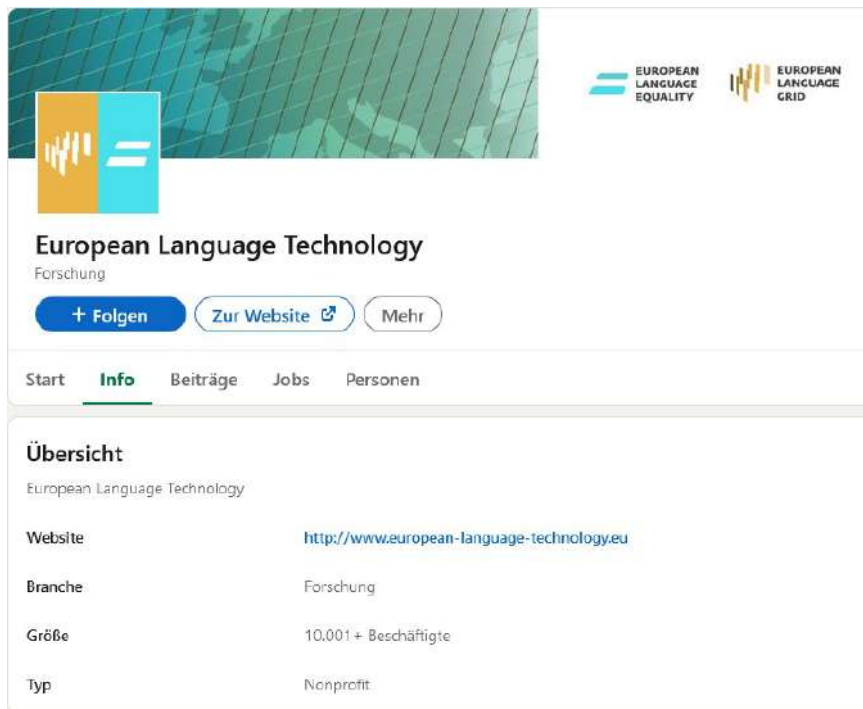 EUROPEAN
LANGUAGE
EQUALITY
EUROPEAN
LANGUAGE
GRID
European Language Technology
Forschung
+ Folgen
Zur Website
Mehr
Start
Info
Beiträge
Jobs
Personen
Übersicht
European Language Technology
Website
http://www.european-language-technology.eu
Branche
Forschung
Größe
10.001+ Beschäftigte
Typ
Nonprofit